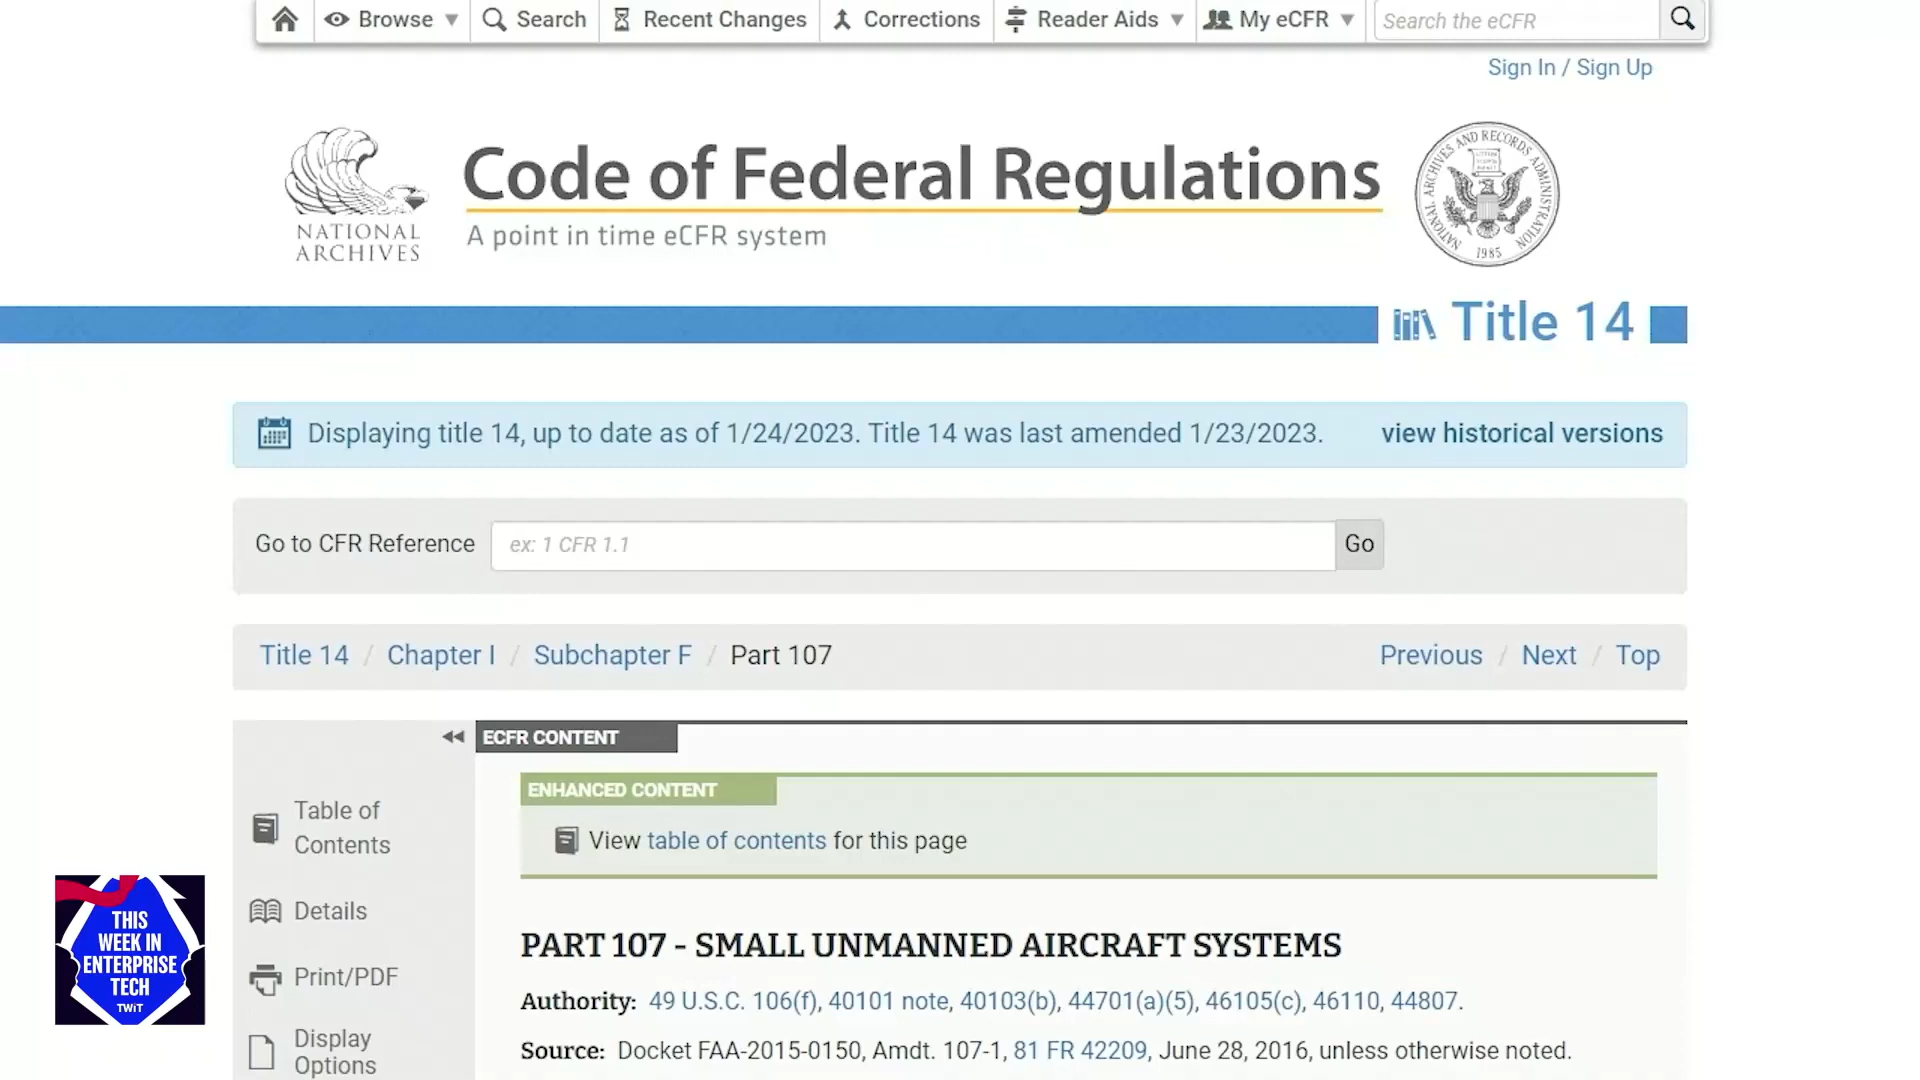 Browse ▼ Search Recent Changes Corrections Reader Aids ▼ My eCFR ▼ Search the eCFR
Sign In / Sign Up
NATIONAL
ARCHIVES
Code of Federal Regulations
A point in time eCFR system
NATIONAL ARCHIVES AND RECORDS ADMINISTRATION
1985
Title 14
Displaying title 14, up to date as of 1/24/2023. Title 14 was last amended 1/23/2023. view historical versions
Go to CFR Reference ex: 1 CFR 1.1 Go
Title 14 / Chapter I / Subchapter F / Part 107 Previous / Next / Top
ECFR CONTENT
ENHANCED CONTENT
View table of contents for this page
Table of
Contents
Details
Print/PDF
Display
Options
PART 107 - SMALL UNMANNED AIRCRAFT SYSTEMS
Authority: 49 U.S.C. 106(f), 40101 note, 40103(b), 44701(a)(5), 46105(c), 46110, 44807.
Source: Docket FAA-2015-0150, Amdt. 107-1, 81 FR 42209, June 28, 2016, unless otherwise noted.
THIS
WEEK IN
ENTERPRISE
TECH
TWiT